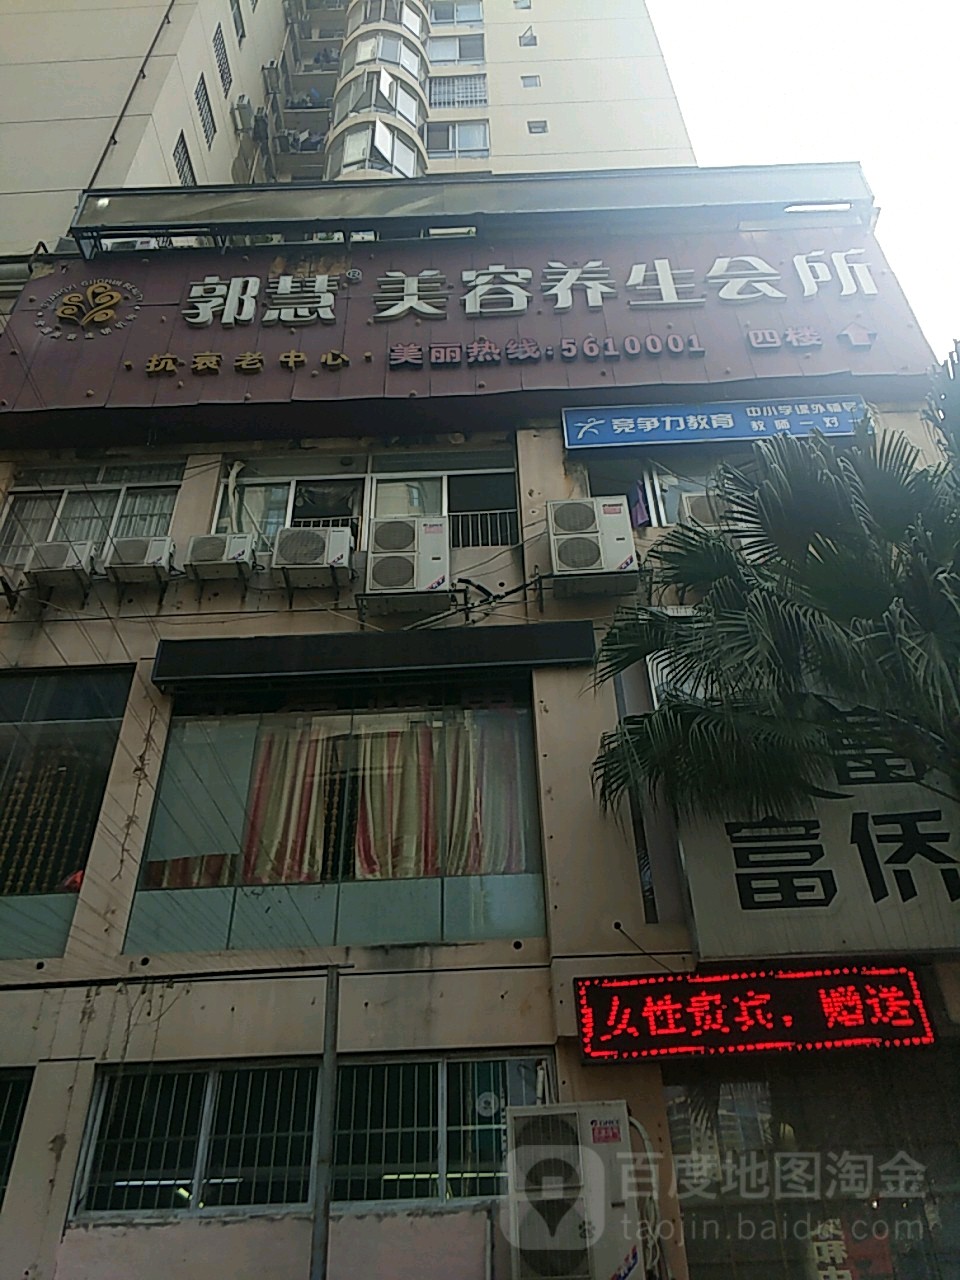 郭慧® 美容养生会所
·抗衰老中心· 美丽热线:5610001 四楼
竞争力教育 中小学课外辅导
教师一对一
富
富侨
女性贵宾，赠送
百度地图淘金
taojin.baidu.com